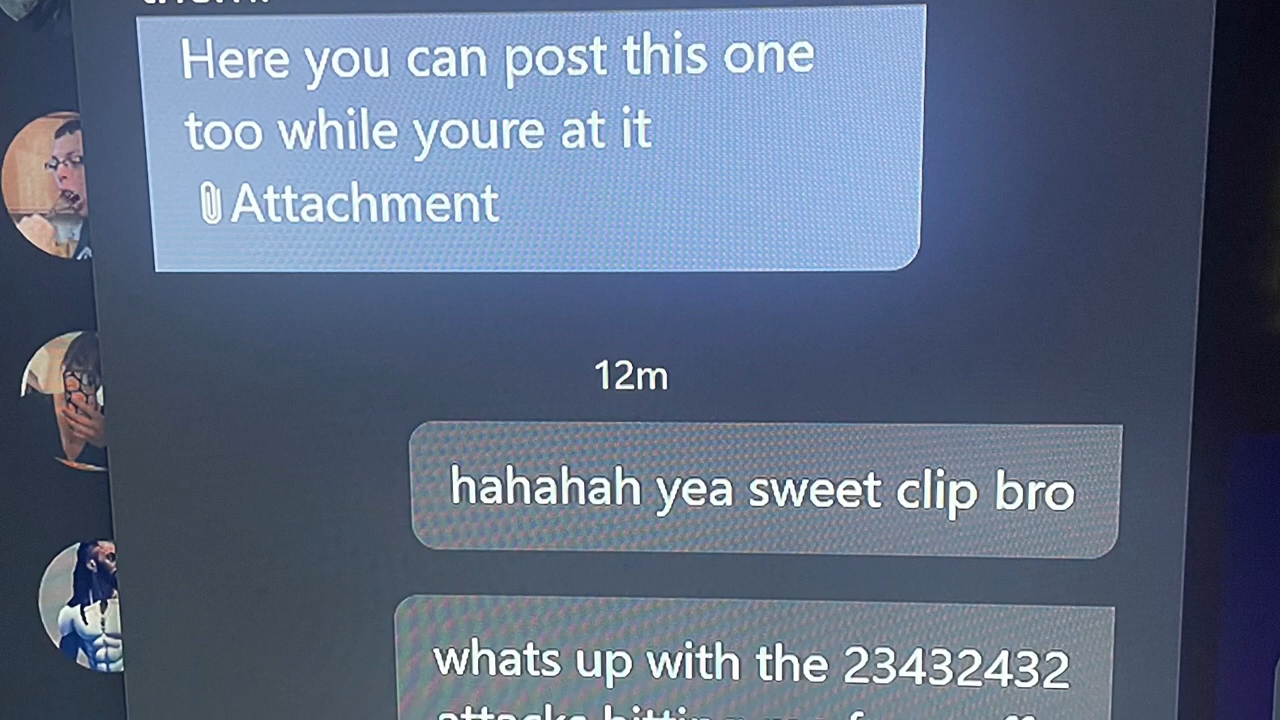 Here you can post this one
too while youre at it
Attachment
12m
hahahah yea sweet clip bro
whats up with the 23432432
attacks